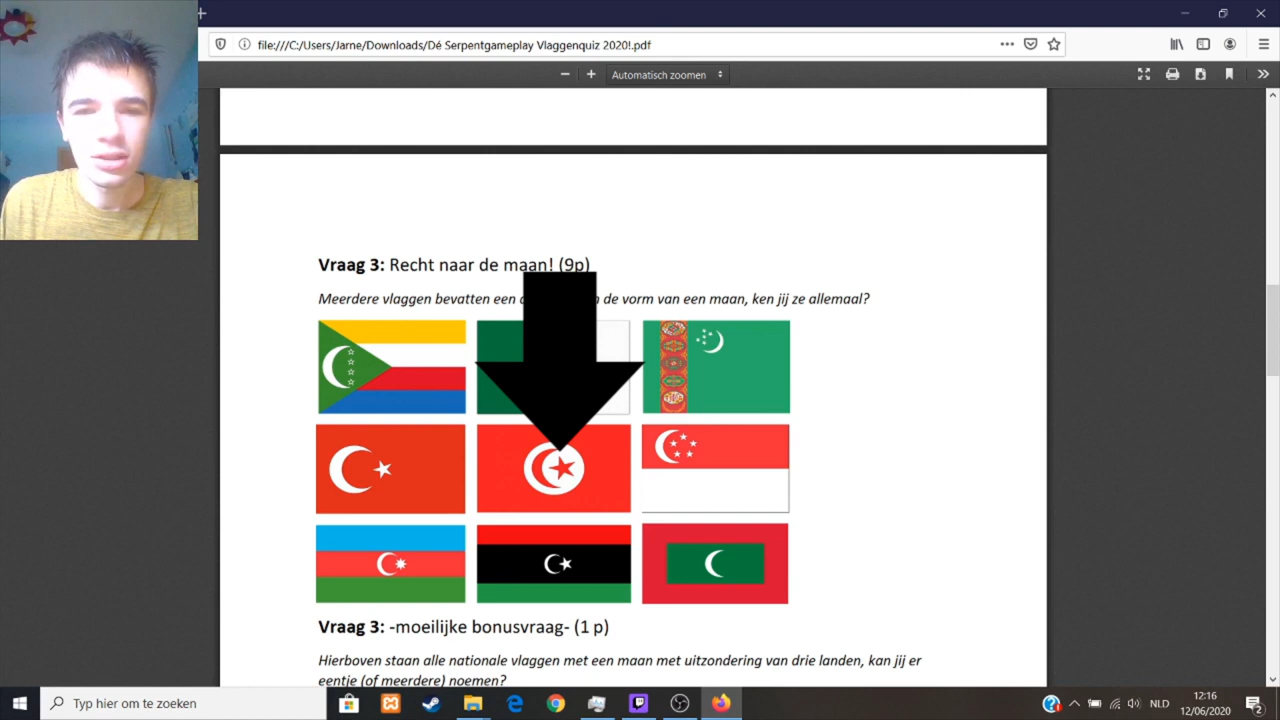 file:///C:/Users/Jarne/Downloads/Dé Serpentgameplay Vlaggenquiz 2020!.pdf
Automatisch zoomen
Vraag 3: Recht naar de maan! (9p)
Meerdere vlaggen bevatten een de vorm van een maan, ken jij ze allemaal?
Vraag 3: -moeilijke bonusvraag- (1 p)
Hierboven staan alle nationale vlaggen met een maan met uitzondering van drie landen, kan jij er
eentje (of meerdere) noemen?
Typ hier om te zoeken
NLD
12:16
12/06/2020
2